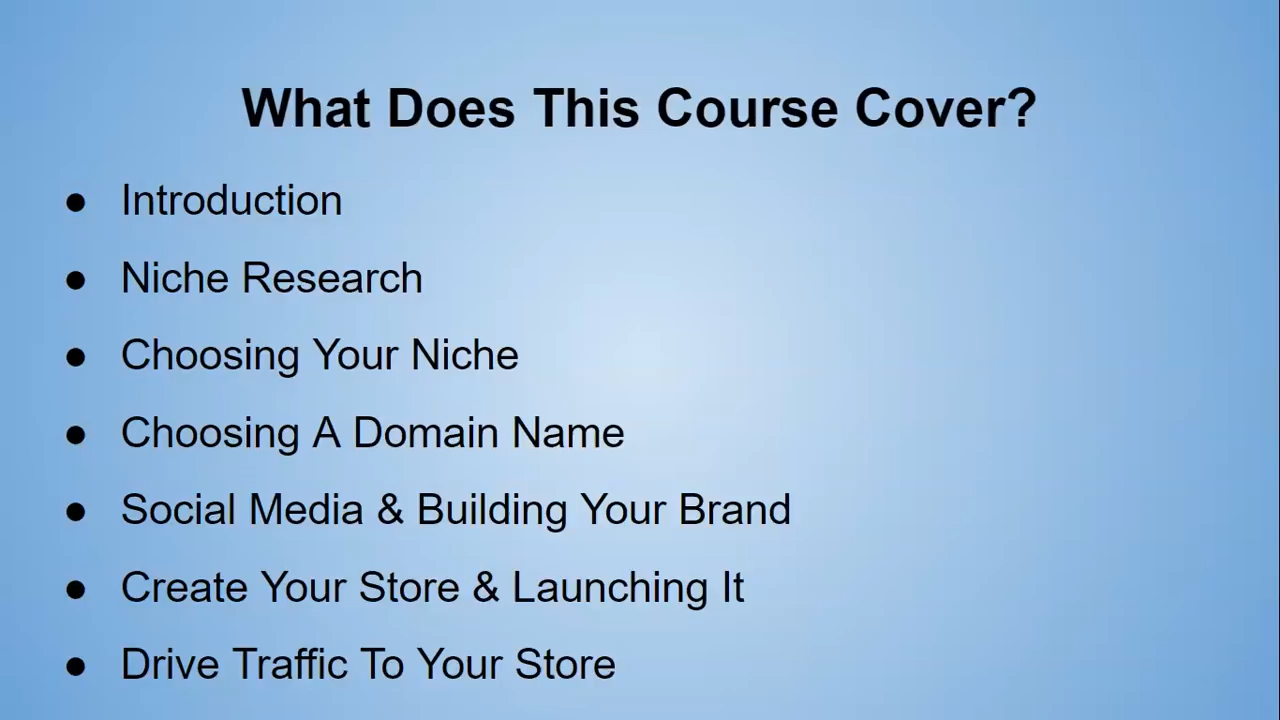 What Does This Course Cover?
● Introduction
● Niche Research
● Choosing Your Niche
● Choosing A Domain Name
● Social Media & Building Your Brand
● Create Your Store & Launching It
● Drive Traffic To Your Store